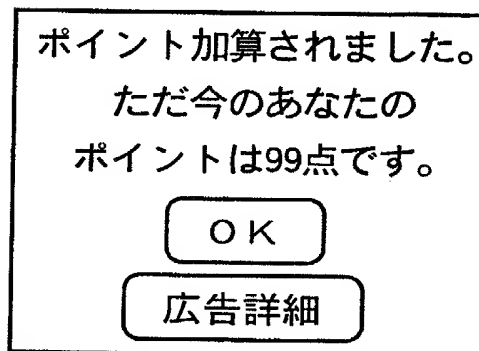 ポイント加算されました。
ただ今のあなたの
ポイントは99点です。
ＯＫ
広告詳細